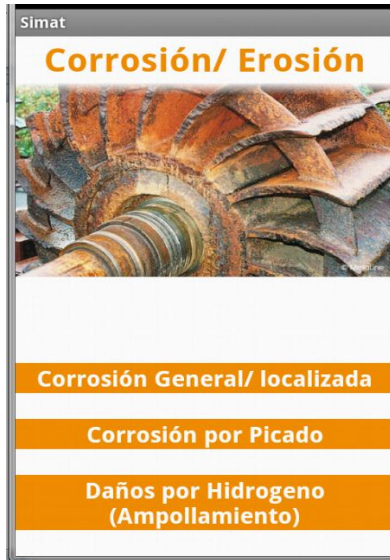 Simat
Corrosión/ Erosión
Corrosión General/ localizada
Corrosión por Picado
Daños por Hidrogeno
(Ampollamiento)